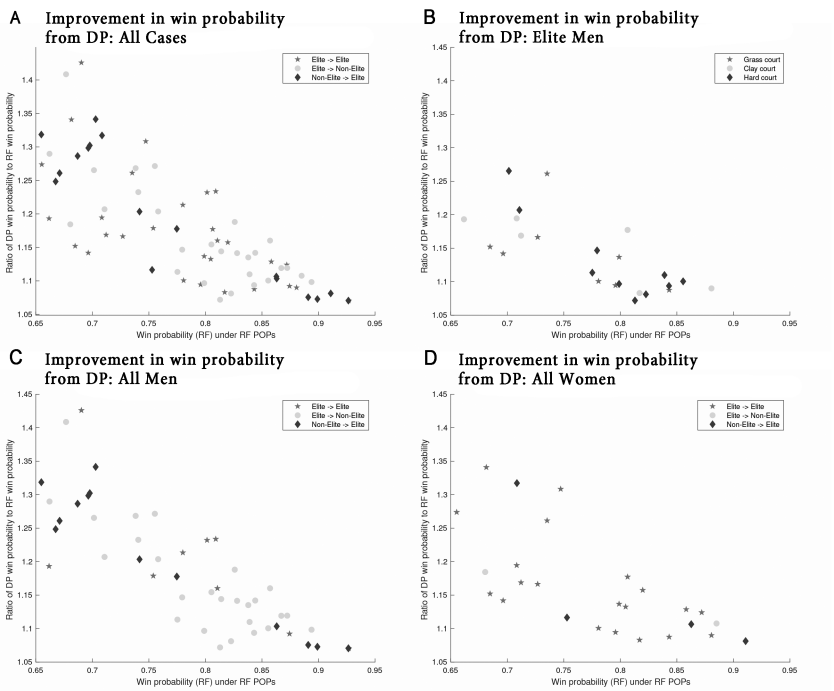 A
Improvement in win probability
from DP: All Cases
★ Elite -> Elite
Elite -> Non-Elite
Non-Elite -> Elite
Ratio of DP win probability to RF win probability
1.4
1.35
1.3
1.25
1.2
1.15
1.1
1.05
0.65 0.7 0.75 0.8 0.85 0.9 0.95
Win probability (RF) under RF POPs
B
Improvement in win probability
from DP: Elite Men
Grass court
Clay court
Hard court
Ratio of DP win probability to RF win probability
1.45
1.4
1.35
1.3
1.25
1.2
1.15
1.1
1.05
0.65 0.7 0.75 0.8 0.85 0.9 0.95
Win probability (RF) under RF POPs
C
Improvement in win probability
from DP: All Men
Elite -> Elite
Elite -> Non-Elite
Non-Elite -> Elite
Ratio of DP win probability to RF win probability
1.45
1.4
1.35
1.3
1.25
1.2
1.15
1.1
1.05
0.65 0.7 0.75 0.8 0.85 0.9 0.95
Win probability (RF) under RF POPs
D
Improvement in win probability
from DP: All Women
Elite -> Elite
Elite -> Non-Elite
Non-Elite -> Elite
Ratio of DP win probability to RF win probability
1.45
1.4
1.35
1.3
1.25
1.2
1.15
1.1
1.05
0.65 0.7 0.75 0.8 0.85 0.9 0.95
Win probability (RF) under RF POPs